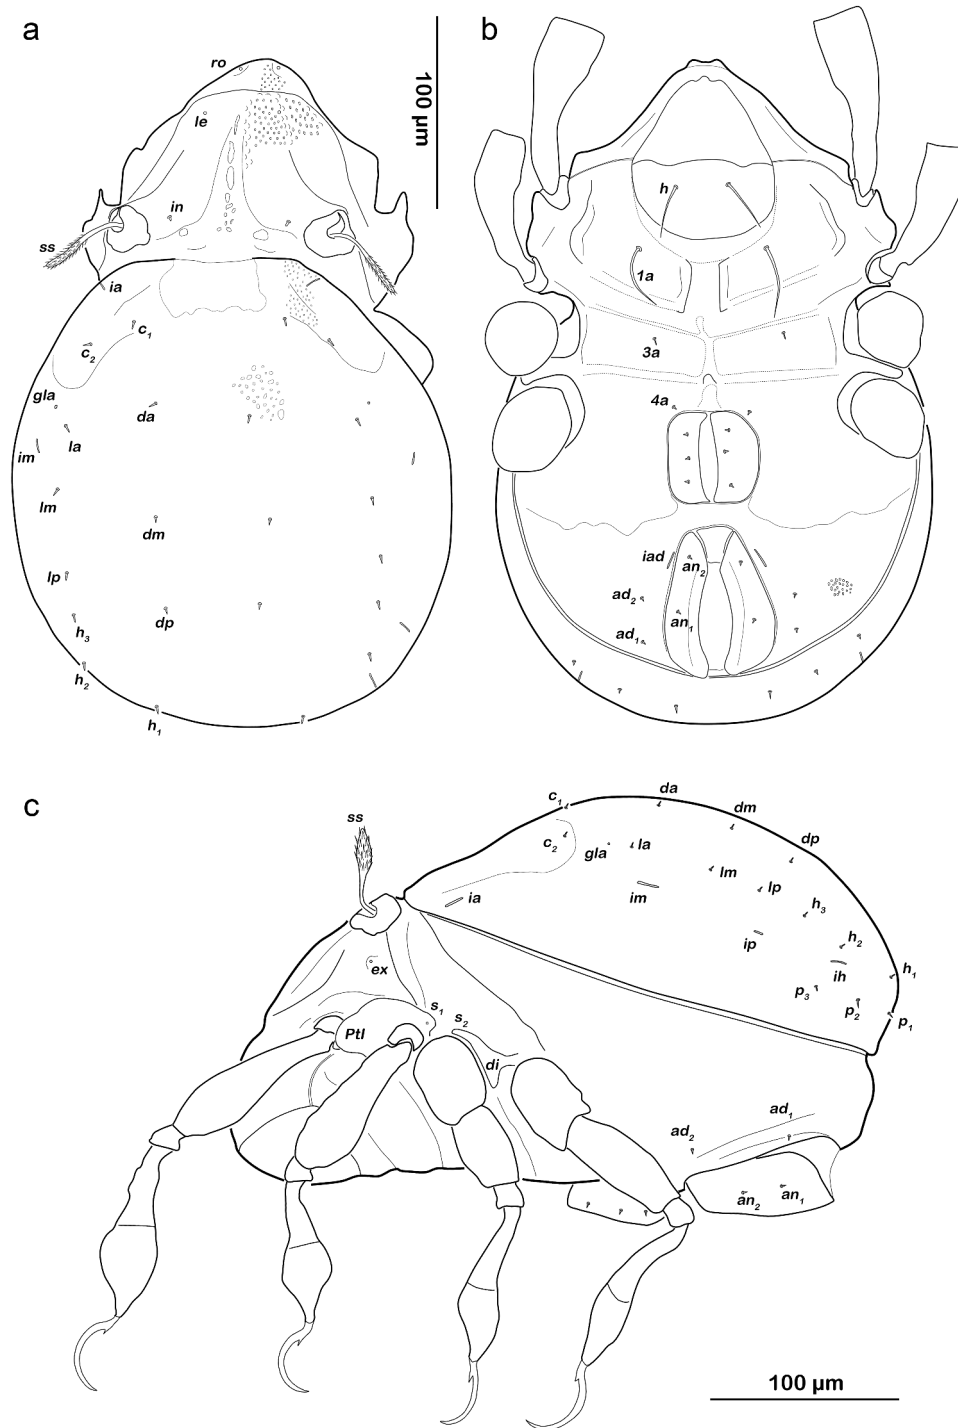 a
ro
le
in
ss
ia
c1
c2
gla
da
la
im
lm
dm
lp
dp
h3
h2
h1
100 µm
b
h
1a
3a
4a
iad
an2
ad2
an1
ad1
c
ss
c1
da
dm
dp
c2
gla
la
lm
lp
h3
ia
im
ip
h2
ih
h1
p3
p2
p1
ex
s1
s2
PtI
di
ad1
ad2
an2
an1
100 µm